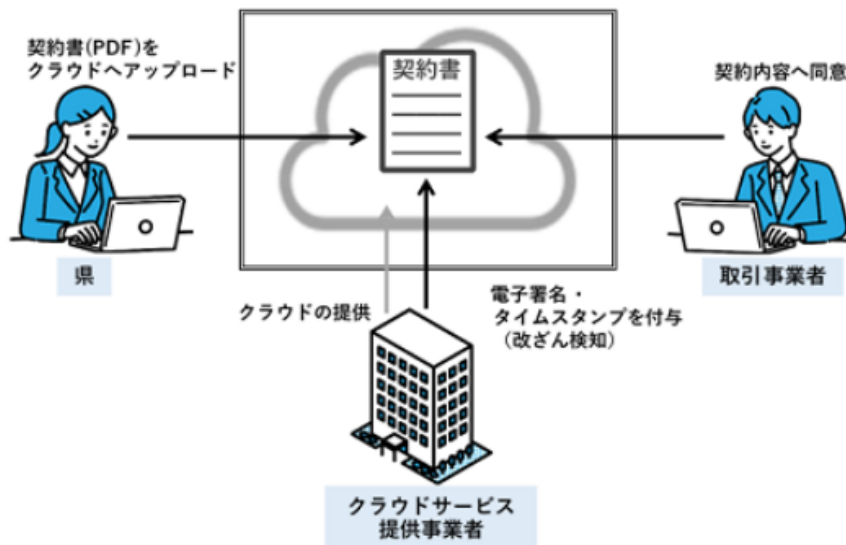 契約書(PDF)を
クラウドへアップロード
契約書
契約内容へ同意
県
取引事業者
クラウドの提供
電子署名・
タイムスタンプを付与
（改ざん検知）
クラウドサービス
提供事業者